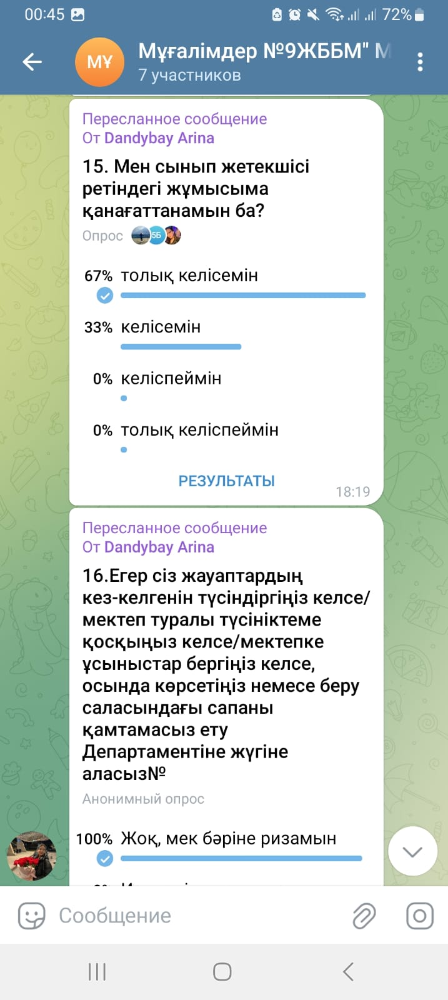 00:45
72%
Мұғалімдер №9ЖББМ" М
МҰ
7 участников
Пересланное сообщение
От Dandybay Arina
15. Мен сынып жетекшісі
ретіндегі жұмысыма
қанағаттанамын ба?
Опрос
5Б
67% толық келісемін
33% келісемін
0% келіспеймін
0% толық келіспеймін
РЕЗУЛЬТАТЫ
18:19
Пересланное сообщение
От Dandybay Arina
16.Егер сіз жауаптардың
кез-келгенін түсіндіргіңіз келсе/
мектеп туралы түсініктеме
қосқыңыз келсе/мектепке
ұсыныстар бергіңіз келсе,
осында көрсетіңіз немесе беру
саласындағы сапаны
қамтамасыз ету
Департаментіне жүгіне
аласыз№
Анонимный опрос
100% Жоқ, мек бәріне ризамын
Сообщение